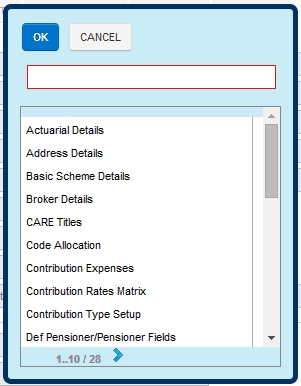 OK CANCEL
Actuarial Details
Address Details
Basic Scheme Details
Broker Details
CARE Titles
Code Allocation
Contribution Expenses
Contribution Rates Matrix
Contribution Type Setup
Def Pensioner/Pensioner Fields
1..10 / 28